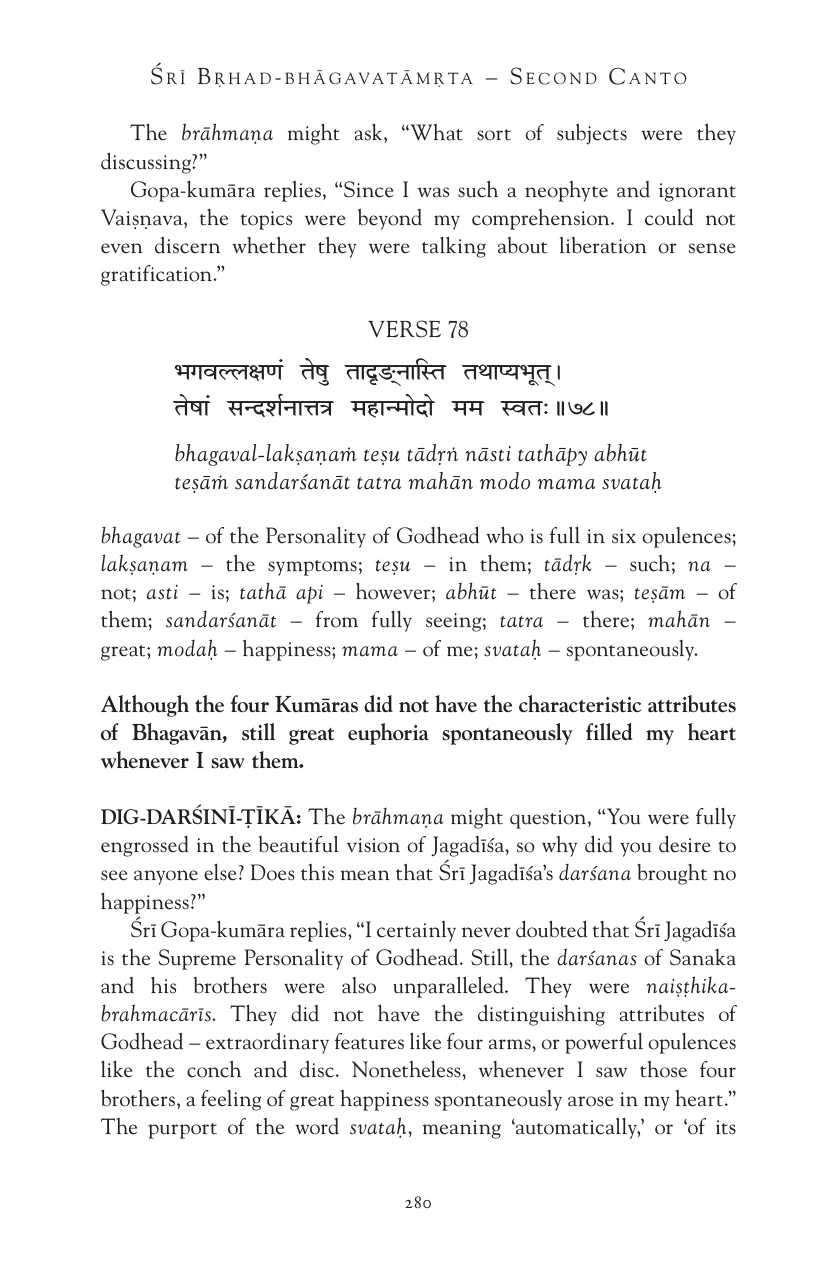 ŚRĪ BṚHAD-BHĀGAVATĀMṚTA – SECOND CANTO
The brāhmaṇa might ask, “What sort of subjects were they
discussing?”
Gopa-kumāra replies, “Since I was such a neophyte and ignorant
Vaiṣṇava, the topics were beyond my comprehension. I could not
even discern whether they were talking about liberation or sense
gratification.”
VERSE 78
भगवल्लक्षणं तेषु तादृङ्नास्ति तथाप्यभूत्।
तेषां सन्दर्शनात्तत्र महान्मोदो मम स्वतः॥७८॥
bhagaval-lakṣaṇaṁ teṣu tādṛṅ nāsti tathāpy abhūt
teṣāṁ sandarśanāt tatra mahān modo mama svataḥ
bhagavat – of the Personality of Godhead who is full in six opulences;
lakṣaṇam – the symptoms; teṣu – in them; tādṛk – such; na –
not; asti – is; tathā api – however; abhūt – there was; teṣām – of
them; sandarśanāt – from fully seeing; tatra – there; mahān –
great; modaḥ – happiness; mama – of me; svataḥ – spontaneously.
Although the four Kumāras did not have the characteristic attributes
of Bhagavān, still great euphoria spontaneously filled my heart
whenever I saw them.
DIG-DARŚINĪ-ṬĪKĀ: The brāhmaṇa might question, “You were fully
engrossed in the beautiful vision of Jagadīśa, so why did you desire to
see anyone else? Does this mean that Śrī Jagadīśa’s darśana brought no
happiness?”
Śrī Gopa-kumāra replies, “I certainly never doubted that Śrī Jagadīśa
is the Supreme Personality of Godhead. Still, the darśanas of Sanaka
and his brothers were also unparalleled. They were naiṣṭhika-
brahmacārīs. They did not have the distinguishing attributes of
Godhead – extraordinary features like four arms, or powerful opulences
like the conch and disc. Nonetheless, whenever I saw those four
brothers, a feeling of great happiness spontaneously arose in my heart.”
The purport of the word svataḥ, meaning ‘automatically,’ or ‘of its
280